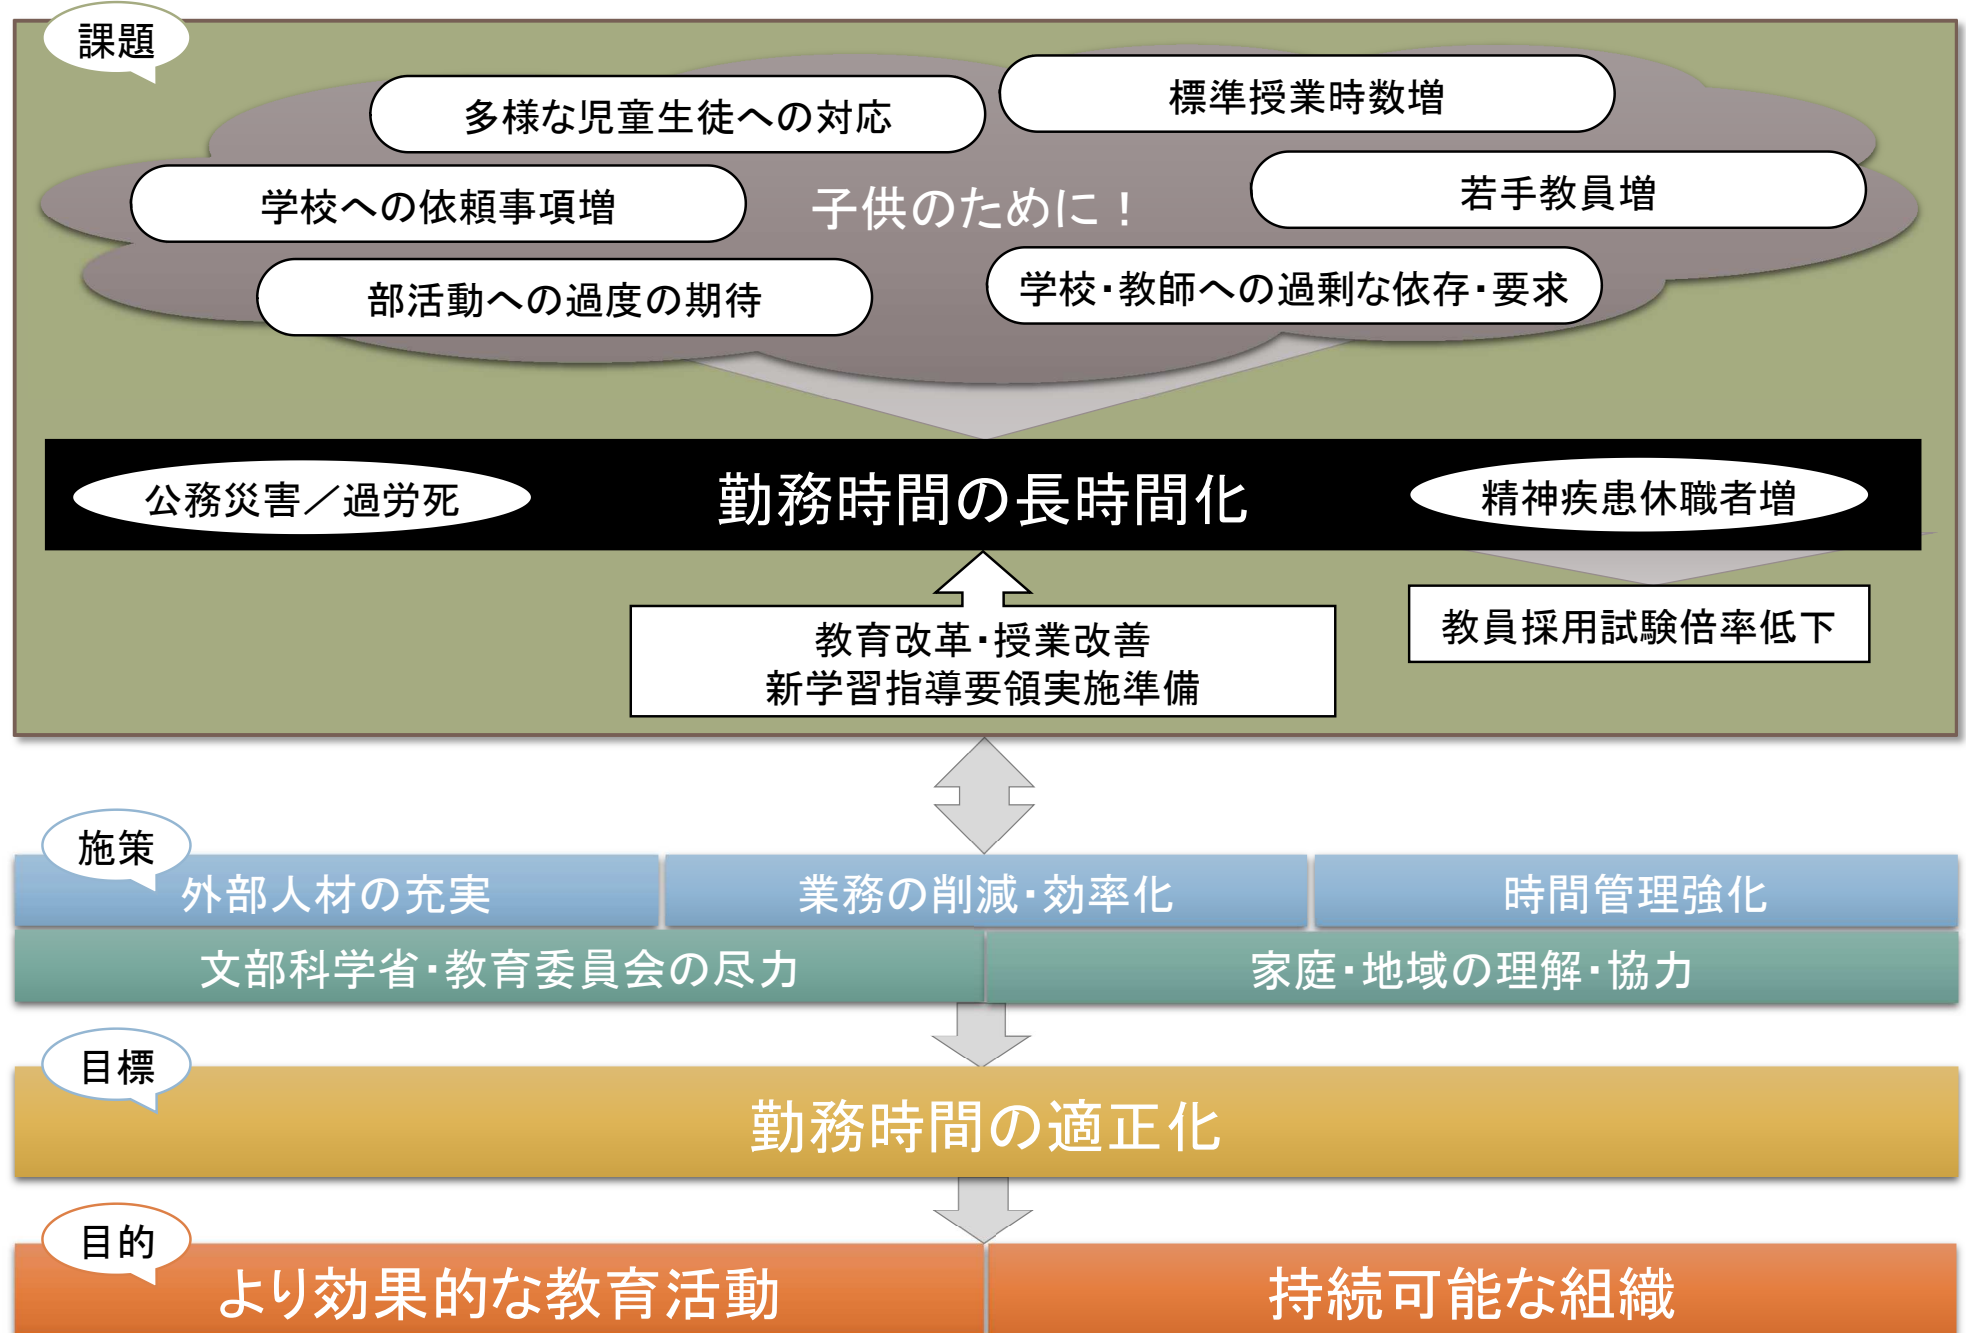 課題
多様な児童生徒への対応
標準授業時数増
学校への依頼事項増
子供のために！
若手教員増
部活動への過度の期待
学校・教師への過剰な依存・要求
公務災害／過労死
勤務時間の長時間化
精神疾患休職者増
教育改革・授業改善
新学習指導要領実施準備
教員採用試験倍率低下
施策
外部人材の充実
業務の削減・効率化
時間管理強化
文部科学省・教育委員会の尽力
家庭・地域の理解・協力
目標
勤務時間の適正化
目的
より効果的な教育活動
持続可能な組織